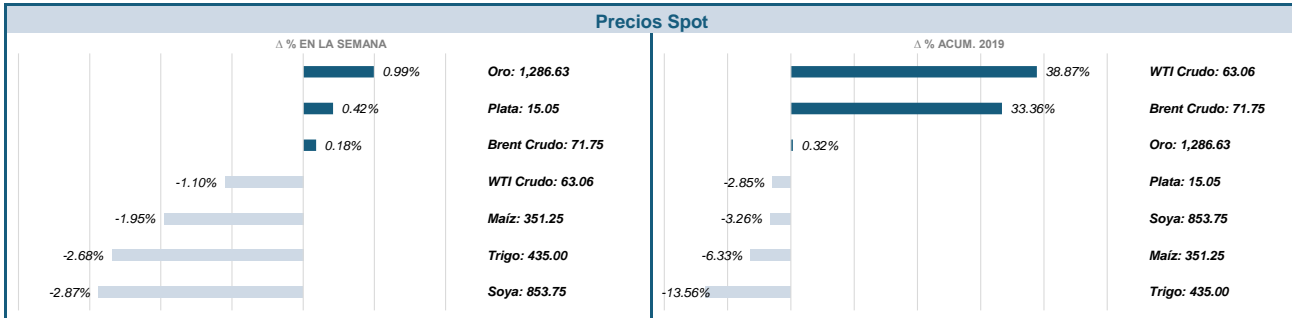 Precios Spot
Δ % EN LA SEMANA
0.99% Oro: 1,286.63
0.42% Plata: 15.05
0.18% Brent Crudo: 71.75
-1.10% WTI Crudo: 63.06
-1.95% Maíz: 351.25
-2.68% Trigo: 435.00
-2.87% Soya: 853.75
Δ % ACUM. 2019
38.87% WTI Crudo: 63.06
33.36% Brent Crudo: 71.75
0.32% Oro: 1,286.63
-2.85% Plata: 15.05
-3.26% Soya: 853.75
-6.33% Maíz: 351.25
-13.56% Trigo: 435.00